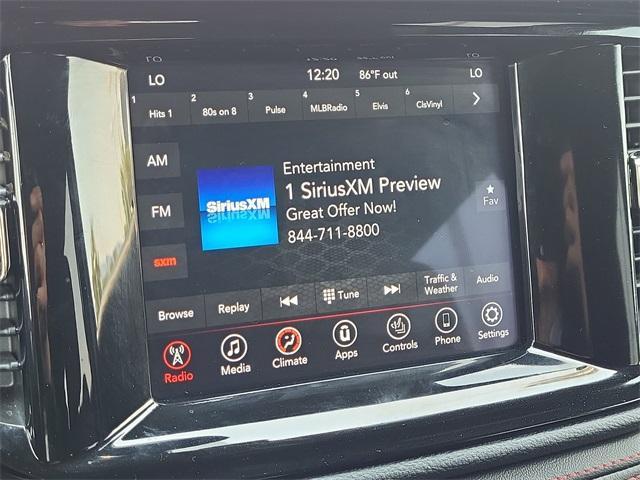 LO 12:20 86°F out LO
1 Hits 1 2 80s on 8 3 Pulse 4 MLBRadio 5 Elvis 6 ClsVinyl
AM
FM
sxm
SiriusXM
Entertainment
1 SiriusXM Preview
Great Offer Now!
844-711-8800
Fav
Browse Replay Tune Traffic & Weather Audio
Radio Media Climate Apps Controls Phone Settings